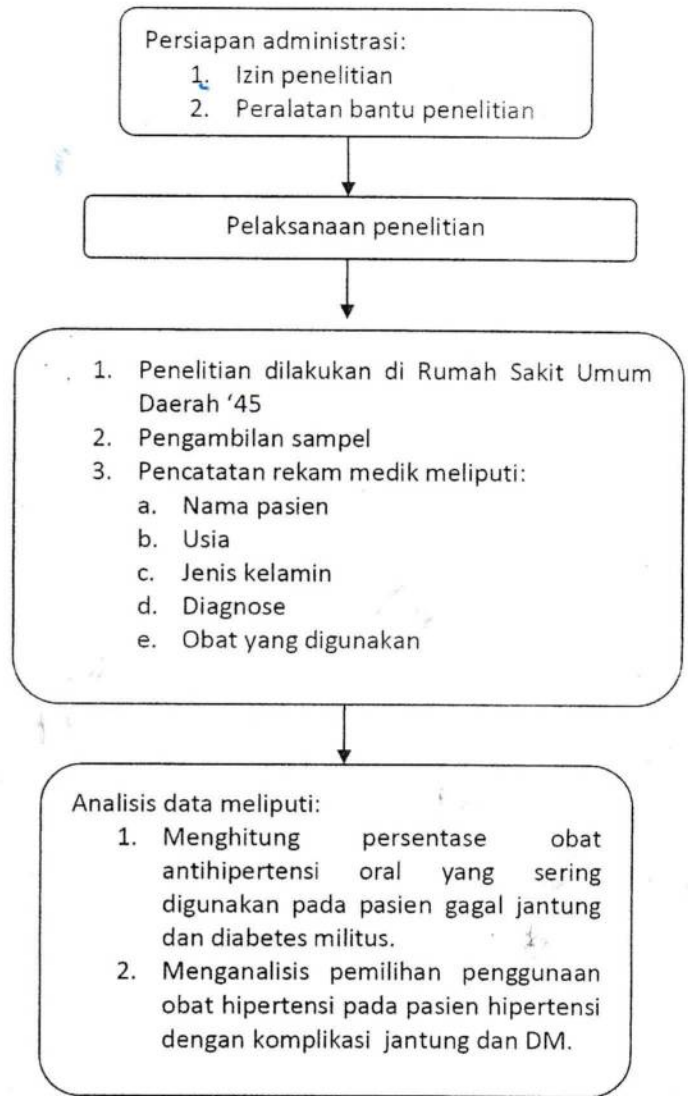 Persiapan administrasi:
1. Izin penelitian
2. Peralatan bantu penelitian
Pelaksanaan penelitian
1. Penelitian dilakukan di Rumah Sakit Umum
Daerah ‘45
2. Pengambilan sampel
3. Pencatatan rekam medik meliputi:
a. Nama pasien
b. Usia
c. Jenis kelamin
d. Diagnose
e. Obat yang digunakan
Analisis data meliputi:
1. Menghitung persentase obat
antihipertensi oral yang sering
digunakan pada pasien gagal jantung
dan diabetes militus.
2. Menganalisis pemilihan penggunaan
obat hipertensi pada pasien hipertensi
dengan komplikasi jantung dan DM.